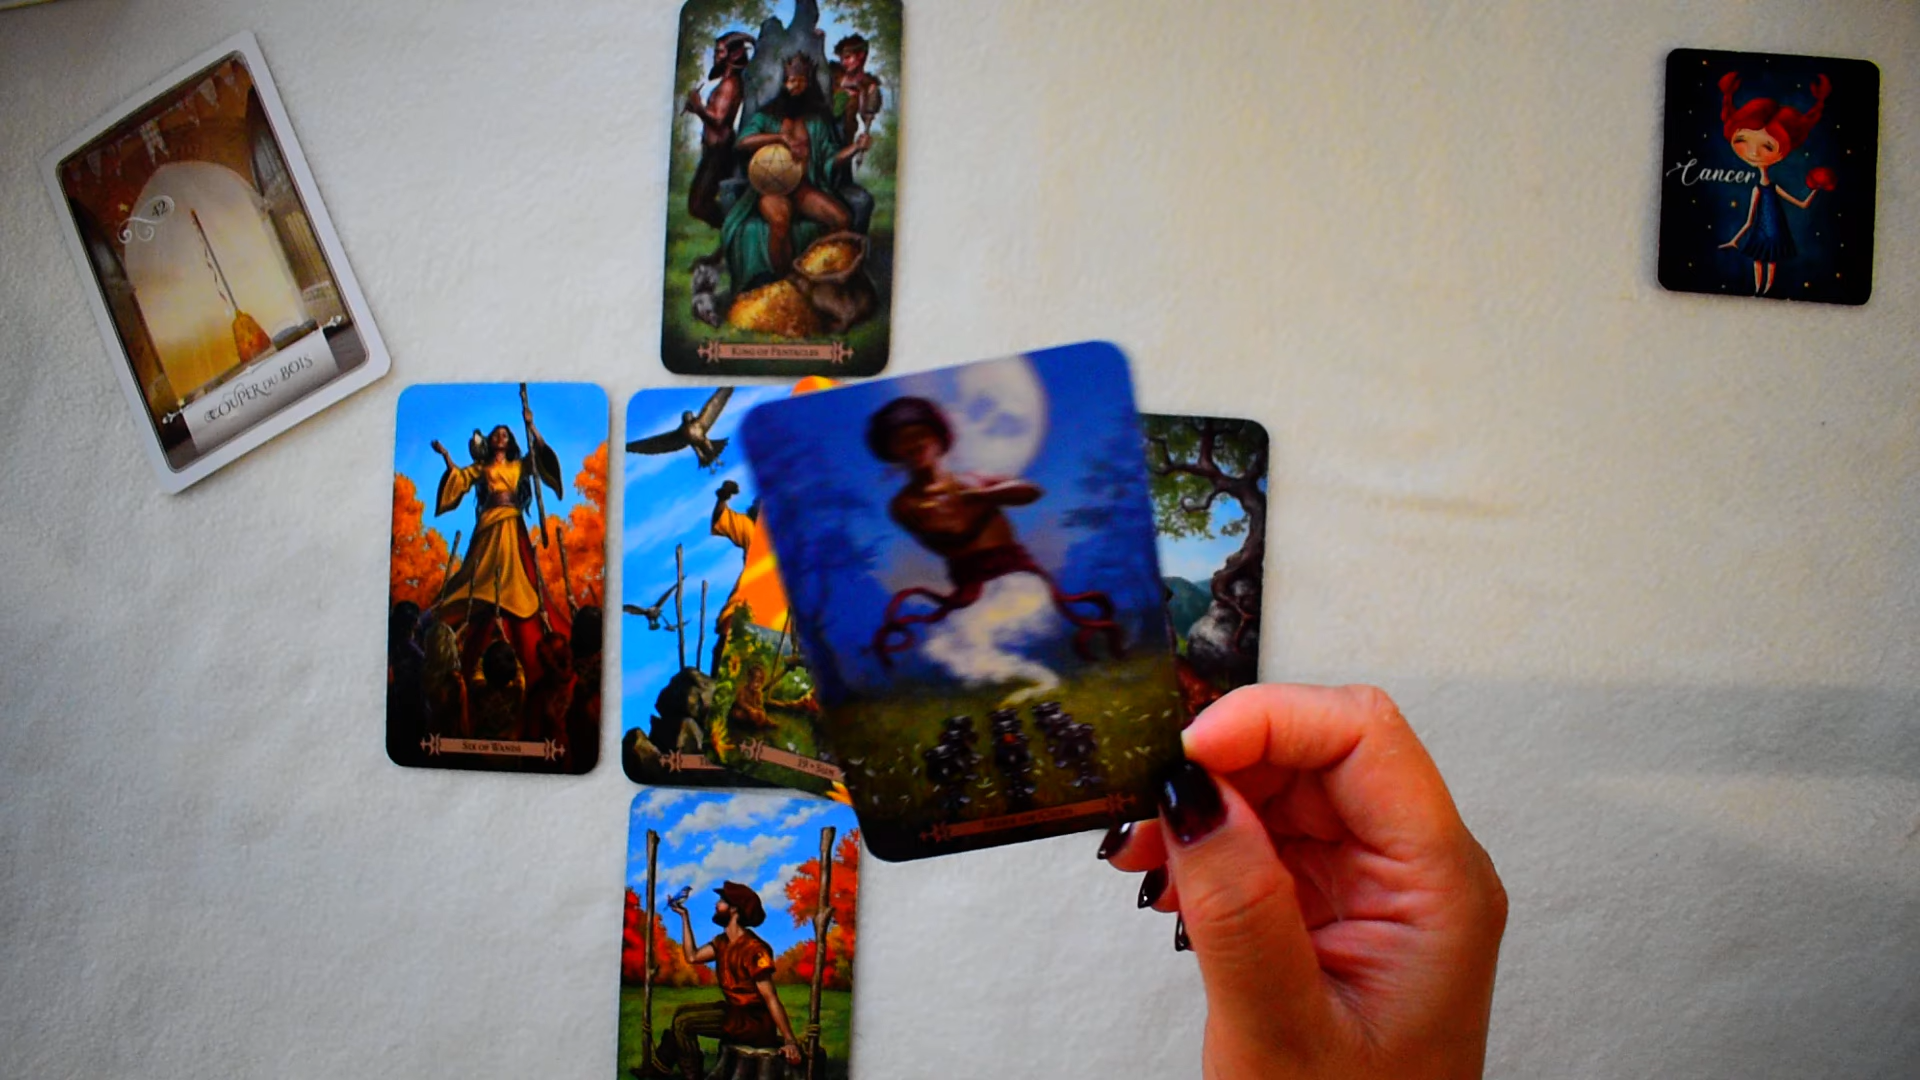 42
COUPER DU BOIS
KING OF PENTACLES
Cancer
SIX OF WANDS
19 • SUN